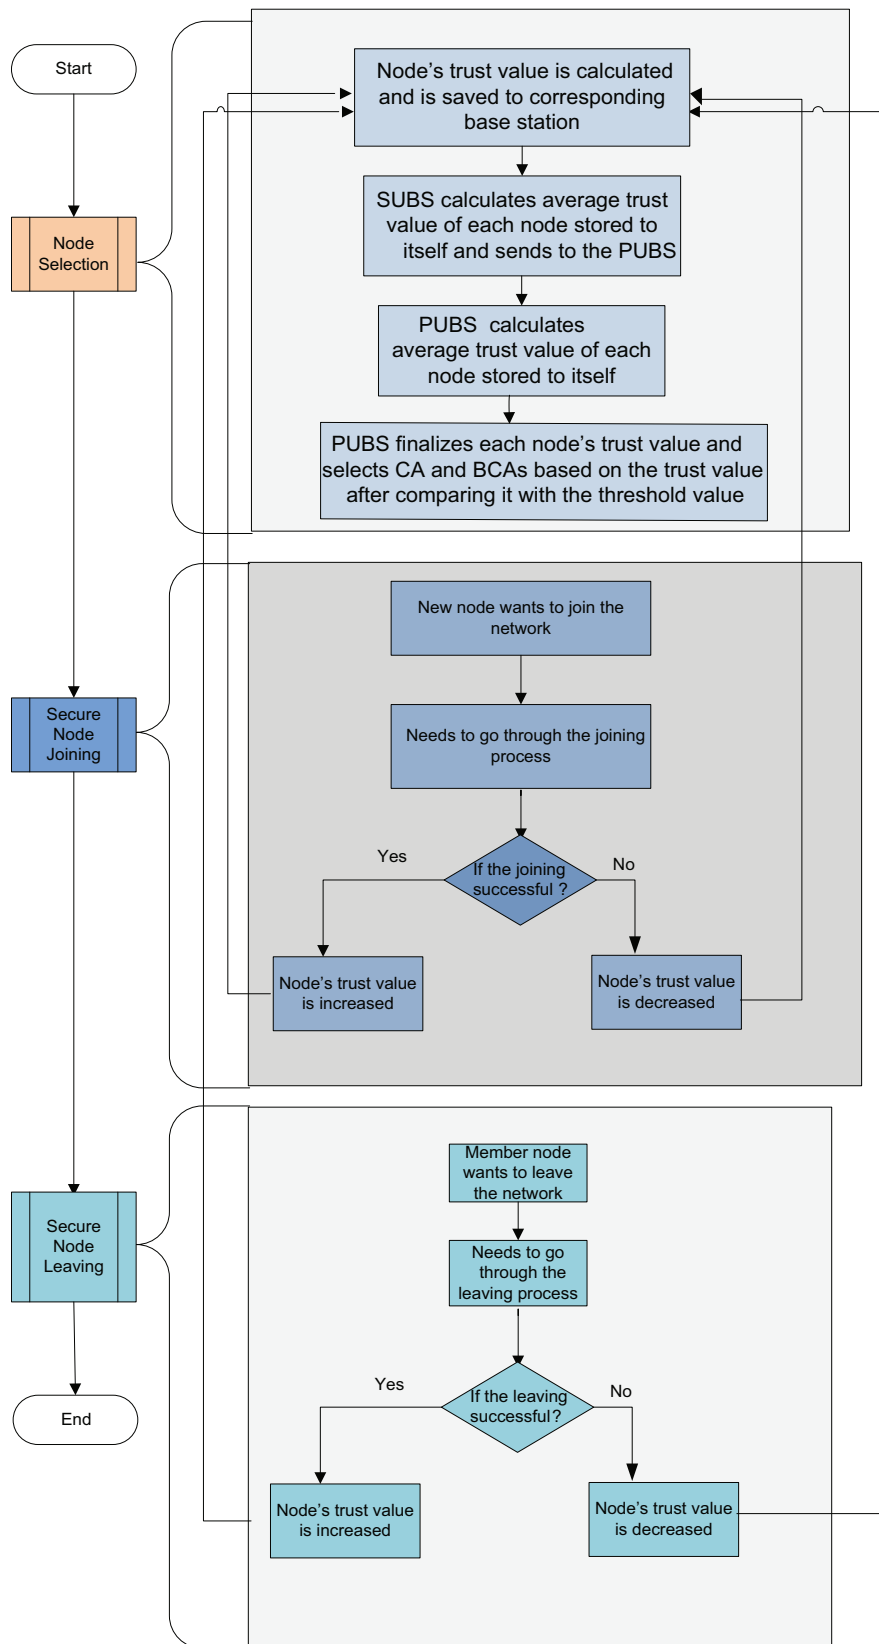 Start
Node's trust value is calculated
and is saved to corresponding
base station
SUBS calculates average trust
value of each node stored to
itself and sends to the PUBS
Node
Selection
PUBS calculates
average trust value of each
node stored to itself
PUBS finalizes each node's trust value and
selects CA and BCAs based on the trust value
after comparing it with the threshold value
New node wants to join the
network
Secure
Node
Joining
Needs to go through the joining
process
If the joining
successful ?
Yes
No
Node's trust value
is increased
Node's trust value
is decreased
Member node
wants to leave
the network
Secure
Node
Leaving
Needs to go
through the
leaving process
If the leaving
successful?
Yes
No
End
Node's trust value
is increased
Node's trust value
is decreased